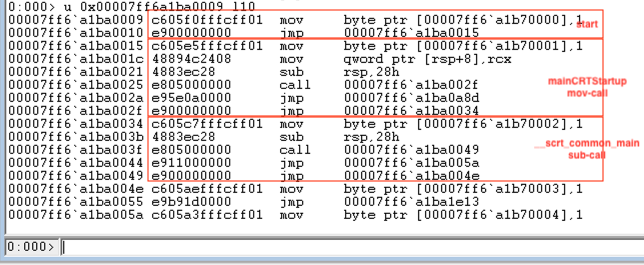 0:000> u 0x00007ff6a1ba0009 l10
00007ff6`a1ba0009 c605f0fffcff01 mov byte ptr [00007ff6`a1b70000],1 start
00007ff6`a1ba0010 e900000000 jmp 00007ff6`a1ba0015
00007ff6`a1ba0015 c605e5fffcff01 mov byte ptr [00007ff6`a1b70001],1
00007ff6`a1ba001c 48894c2408 mov qword ptr [rsp+8],rcx
00007ff6`a1ba0021 4883ec28 sub rsp,28h mainCRTStartup
00007ff6`a1ba0025 e805000000 call 00007ff6`a1ba002f mov-call
00007ff6`a1ba002a e95e0a0000 jmp 00007ff6`a1ba0a8d
00007ff6`a1ba002f e900000000 jmp 00007ff6`a1ba0034
00007ff6`a1ba0034 c605c7fffcff01 mov byte ptr [00007ff6`a1b70002],1
00007ff6`a1ba003b 4883ec28 sub rsp,28h __scrt_common_main
00007ff6`a1ba003f e805000000 call 00007ff6`a1ba0049 sub-call
00007ff6`a1ba0044 e911000000 jmp 00007ff6`a1ba005a
00007ff6`a1ba0049 e900000000 jmp 00007ff6`a1ba004e
00007ff6`a1ba004e c605aefffcff01 mov byte ptr [00007ff6`a1b70003],1
00007ff6`a1ba0055 e9b91d0000 jmp 00007ff6`a1ba1e13
00007ff6`a1ba005a c605a3fffcff01 mov byte ptr [00007ff6`a1b70004],1
0:000>